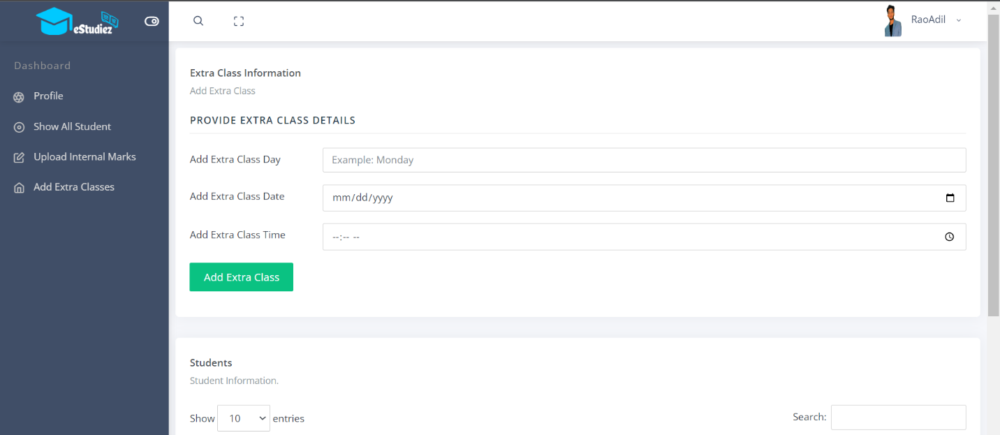 eStudiez
RaoAdil
Dashboard
Profile
Show All Student
Upload Internal Marks
Add Extra Classes
Extra Class Information
Add Extra Class
PROVIDE EXTRA CLASS DETAILS
Add Extra Class Day
Example: Monday
Add Extra Class Date
mm/dd/yyyy
Add Extra Class Time
--:-- --
Add Extra Class
Students
Student Information.
Show 10 entries
Search: